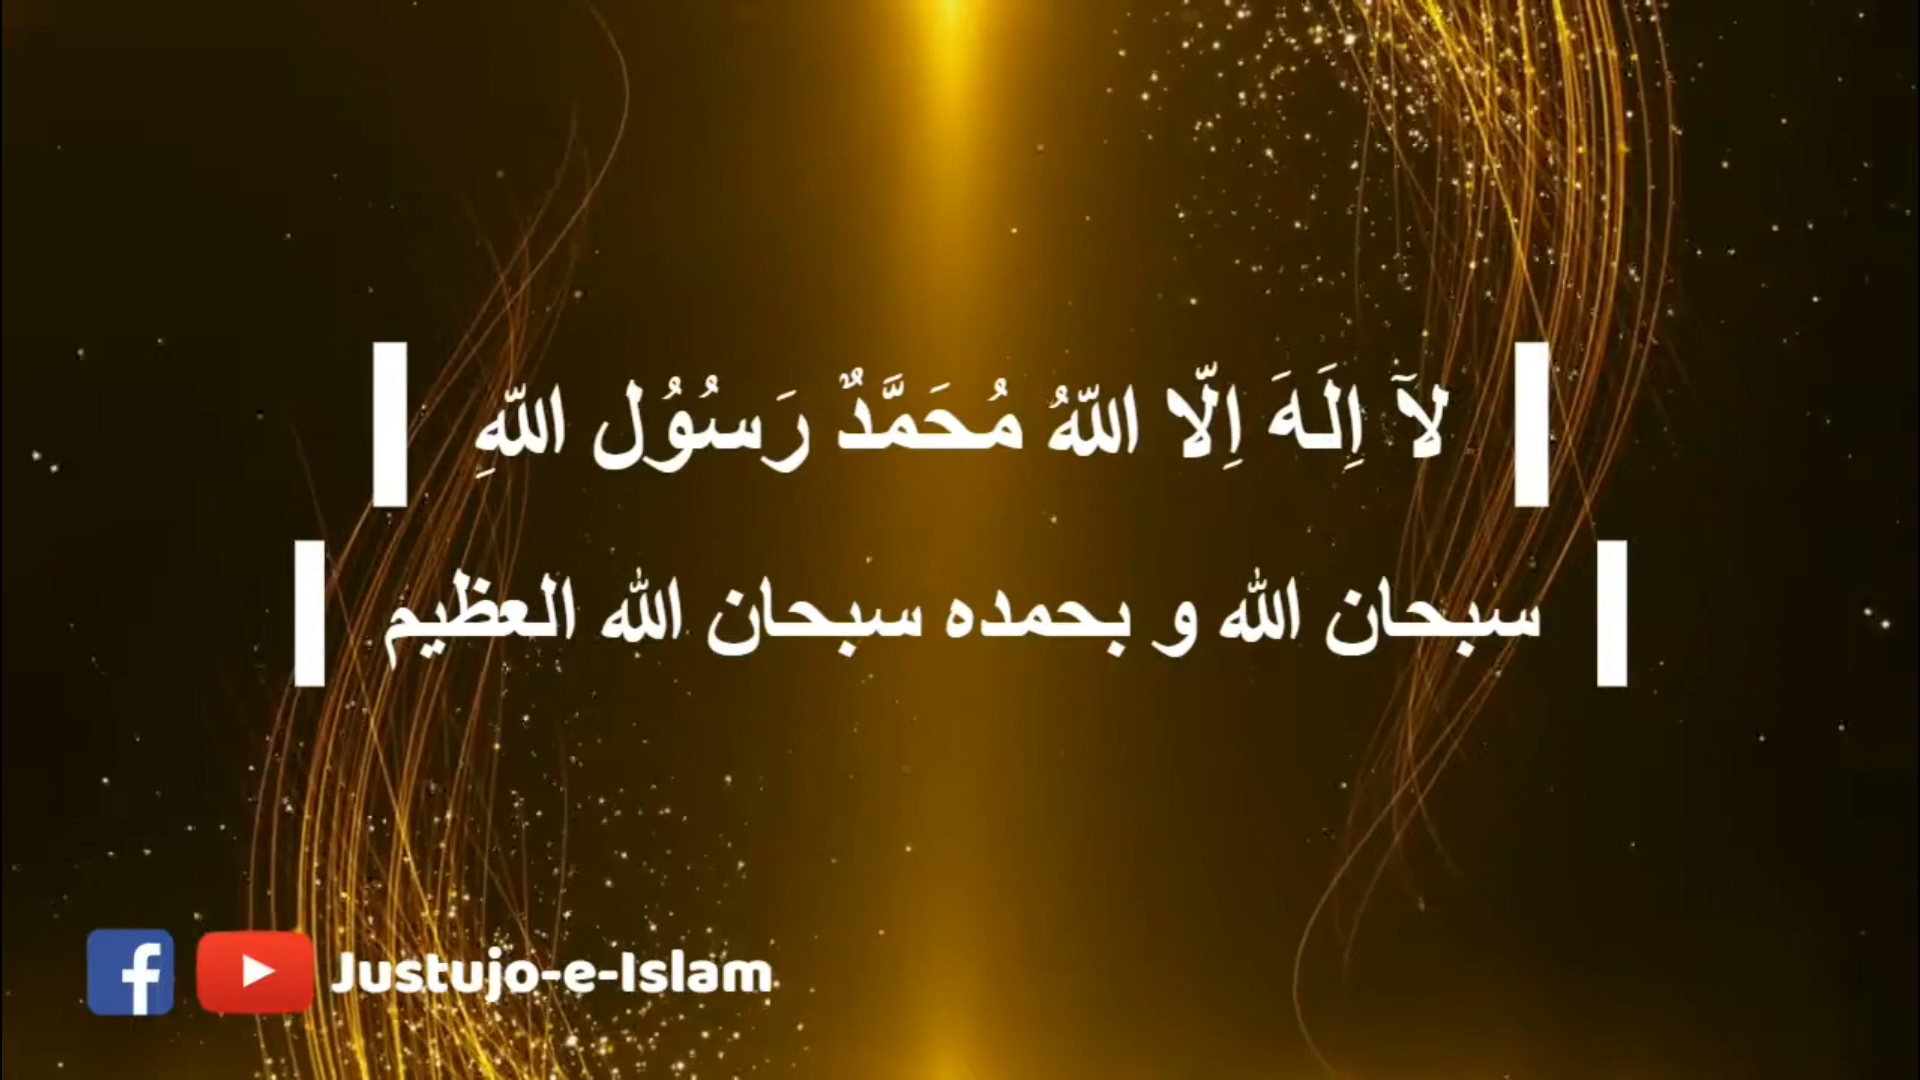 لآ اِلَهَ اِلّا اللّهُ مُحَمَّدٌ رَسُوُل اللّهِ
سبحان الله و بحمده سبحان الله العظيم
Justujo-e-Islam